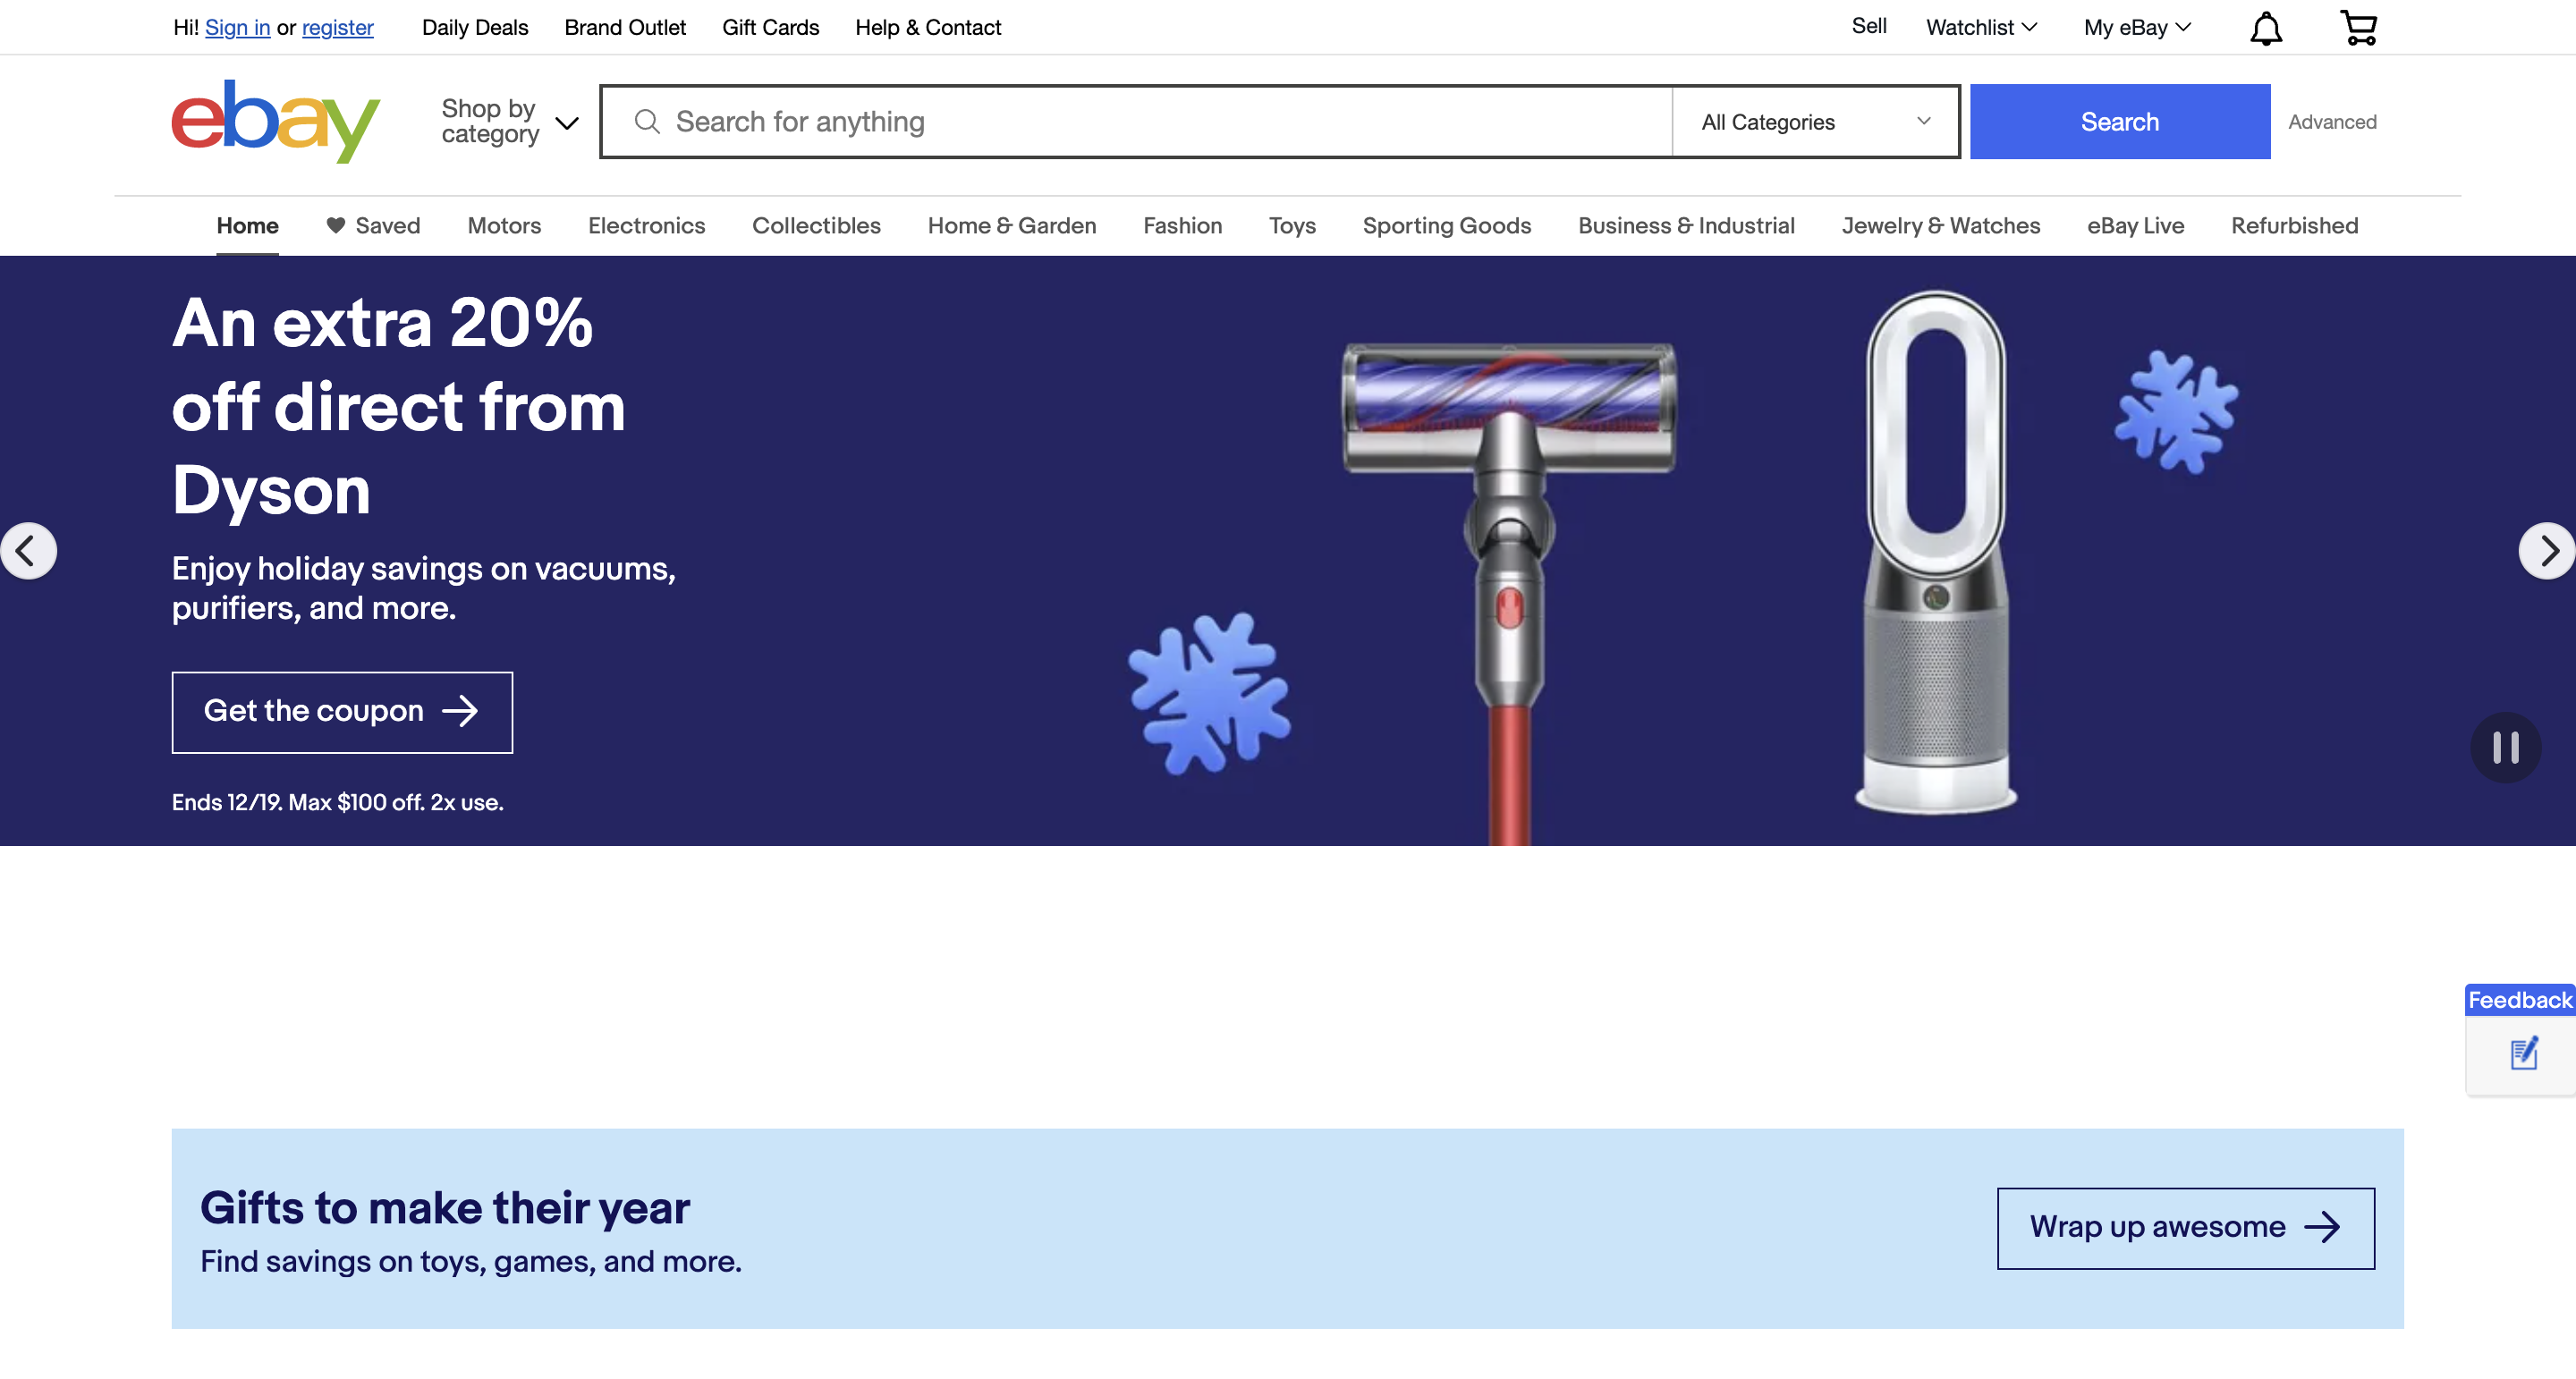 Hi! Sign in or register Daily Deals Brand Outlet Gift Cards Help & Contact Sell Watchlist My eBay
ebay
Shop by
category
Search for anything All Categories Search Advanced
Home Saved Motors Electronics Collectibles Home & Garden Fashion Toys Sporting Goods Business & Industrial Jewelry & Watches eBay Live Refurbished
An extra 20%
off direct from
Dyson
Enjoy holiday savings on vacuums,
purifiers, and more.
Get the coupon
Ends 12/19. Max $100 off. 2x use.
Feedback
Gifts to make their year
Find savings on toys, games, and more.
Wrap up awesome